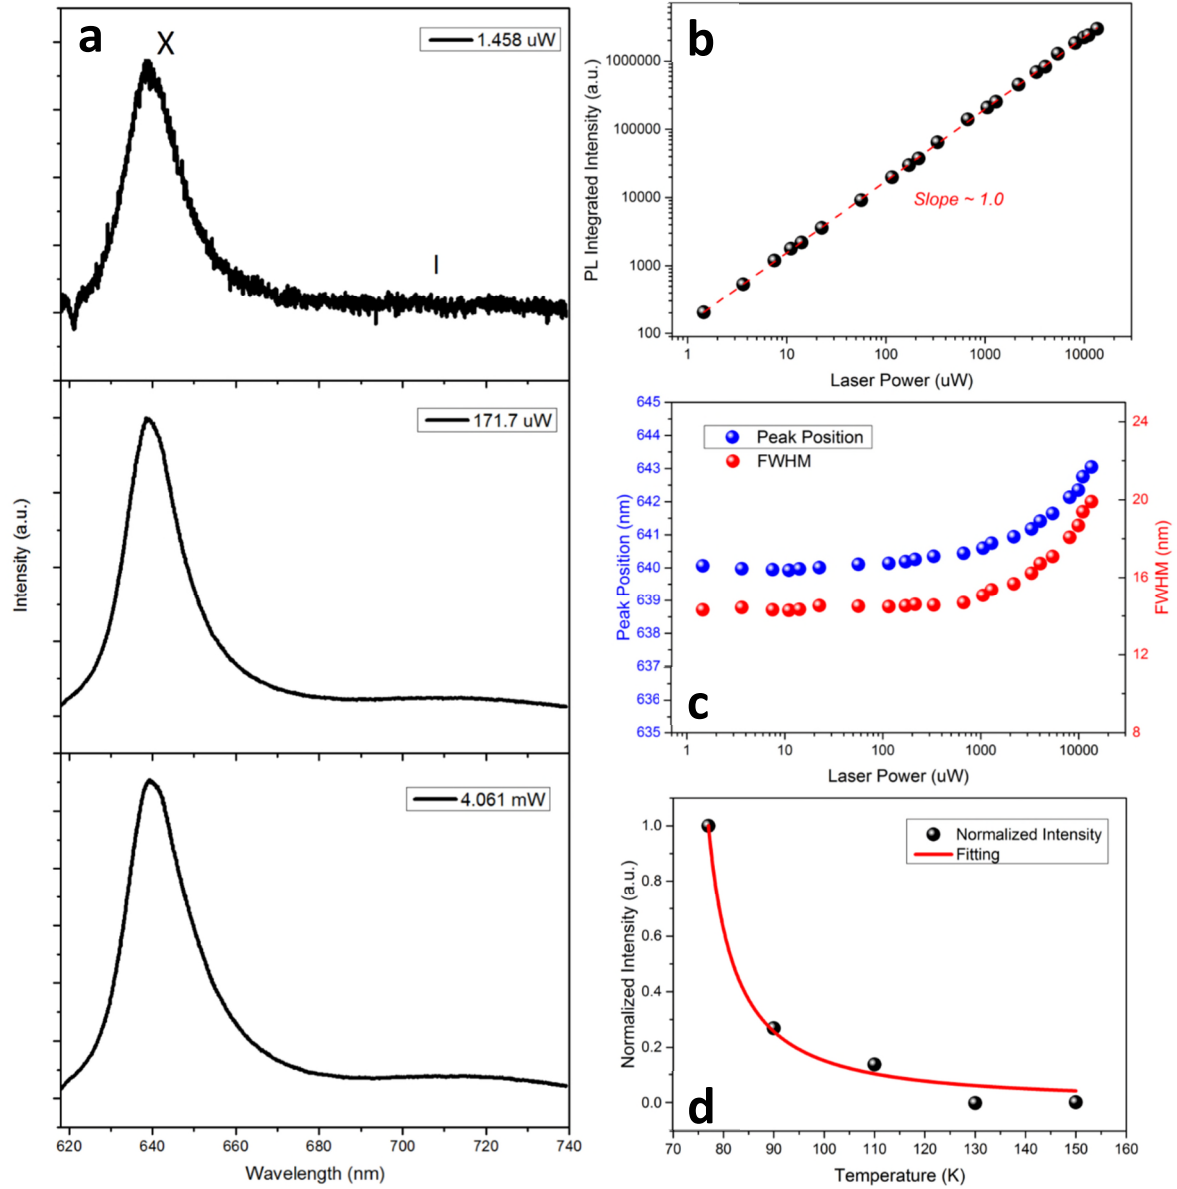 a
X
1.458 uW
I
171.7 uW
4.061 mW
Intensity (a.u.)
620 640 660 680 700 720 740
Wavelength (nm)
b
PL Integrated Intensity (a.u.)
1000000
100000
10000
1000
100
Slope ~ 1.0
1 10 100 1000 10000
Laser Power (uW)
c
Peak Position (nm)
645
644
643
642
641
640
639
638
637
636
635
Peak Position
FWHM
24
20
16
12
8
FWHM (nm)
1 10 100 1000 10000
Laser Power (uW)
d
Normalized Intensity (a.u.)
1.0
0.8
0.6
0.4
0.2
0.0
Normalized Intensity
Fitting
70 80 90 100 110 120 130 140 150 160
Temperature (K)